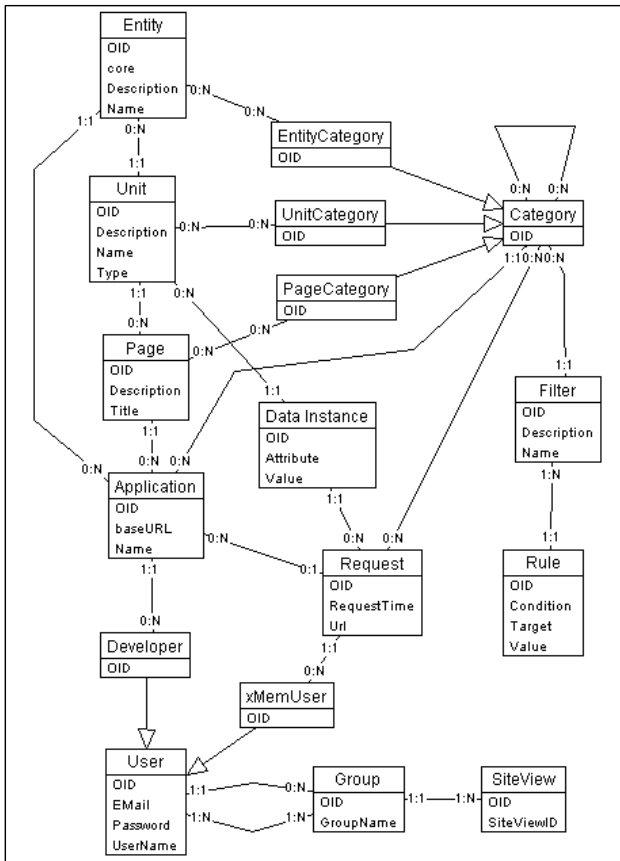 Entity
OID
core
Description
Name
0:N
1:1
0:N
0:N
EntityCategory
OID
1:1
Unit
OID
Description
Name
Type
0:N
0:N
UnitCategory
OID
0:N
0:N
Category
OID
1:1
0:N
0:N
PageCategory
OID
1:10:N0:N
0:N
0:N
Page
OID
Description
Title
1:1
Data Instance
OID
Attribute
Value
1:1
Filter
OID
Description
Name
1:1
0:N
0:N
0:N
Application
OID
baseURL
Name
1:1
1:N
0:N
0:N
0:N
0:1
Request
OID
RequestTime
Url
1:1
Rule
OID
Condition
Target
Value
1:1
0:N
Developer
OID
1:1
0:N
xMemUser
OID
User
OID
EMail
Password
UserName
1:1
0:N
1:N
1:N
Group
OID
GroupName
1:1
1:N
SiteView
OID
SiteViewID